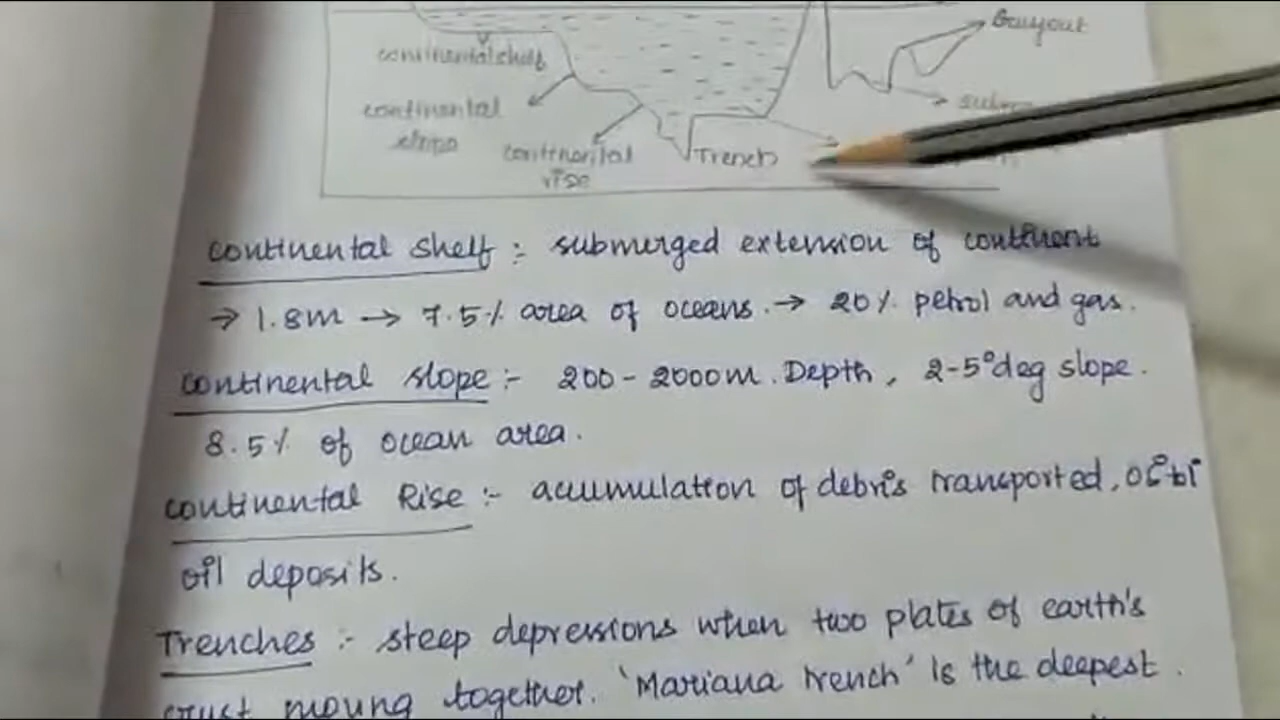 Guyout
continental shelf
continental
slope
continental
rise
Trench
subm
continental shelf :- submerged extension of continent
→ 1.8m → 7.5% area of oceans. → 20% petrol and gas.
continental slope :- 200 - 2000m. Depth, 2-5°deg slope.
8.5% of ocean area.
continental Rise :- accumulation of debris transported,
oil deposits.
Trenches :- steep depressions when two plates of earth's
crust moving together. 'Mariana trench' is the deepest.